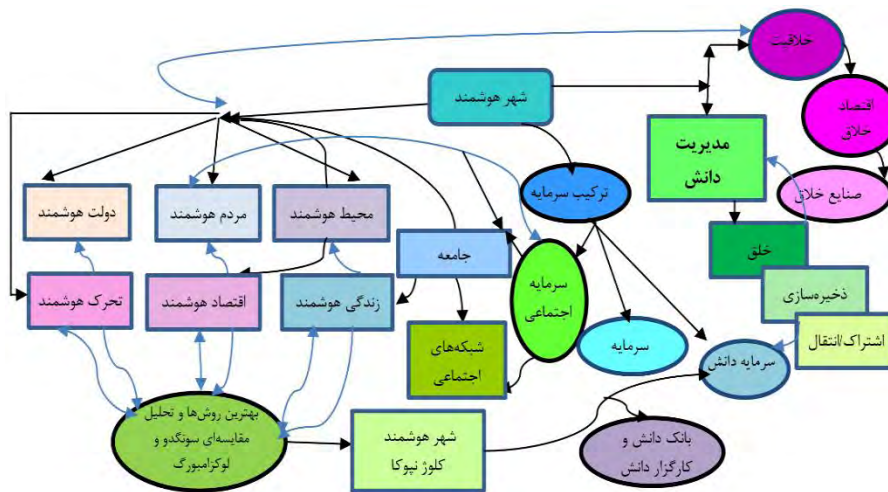 خلاقیت
شهر هوشمند
اقتصاد
خلاق
مدیریت
دانش
صنایع خلاق
ترکیب سرمایه
دولت هوشمند
مردم هوشمند
محیط هوشمند
جامعه
خلق
سرمایه
اجتماعی
ذخیره‌سازی
تحرک هوشمند
اقتصاد هوشمند
زندگی هوشمند
اشتراک/انتقال
شبکه‌های
اجتماعی
سرمایه
سرمایه دانش
بهترین روش‌ها و تحلیل
مقایسه‌ای سونگدو و
لوکزامبورگ
شهر هوشمند
کلوژ نپوکا
بانک دانش و
کارگزار دانش